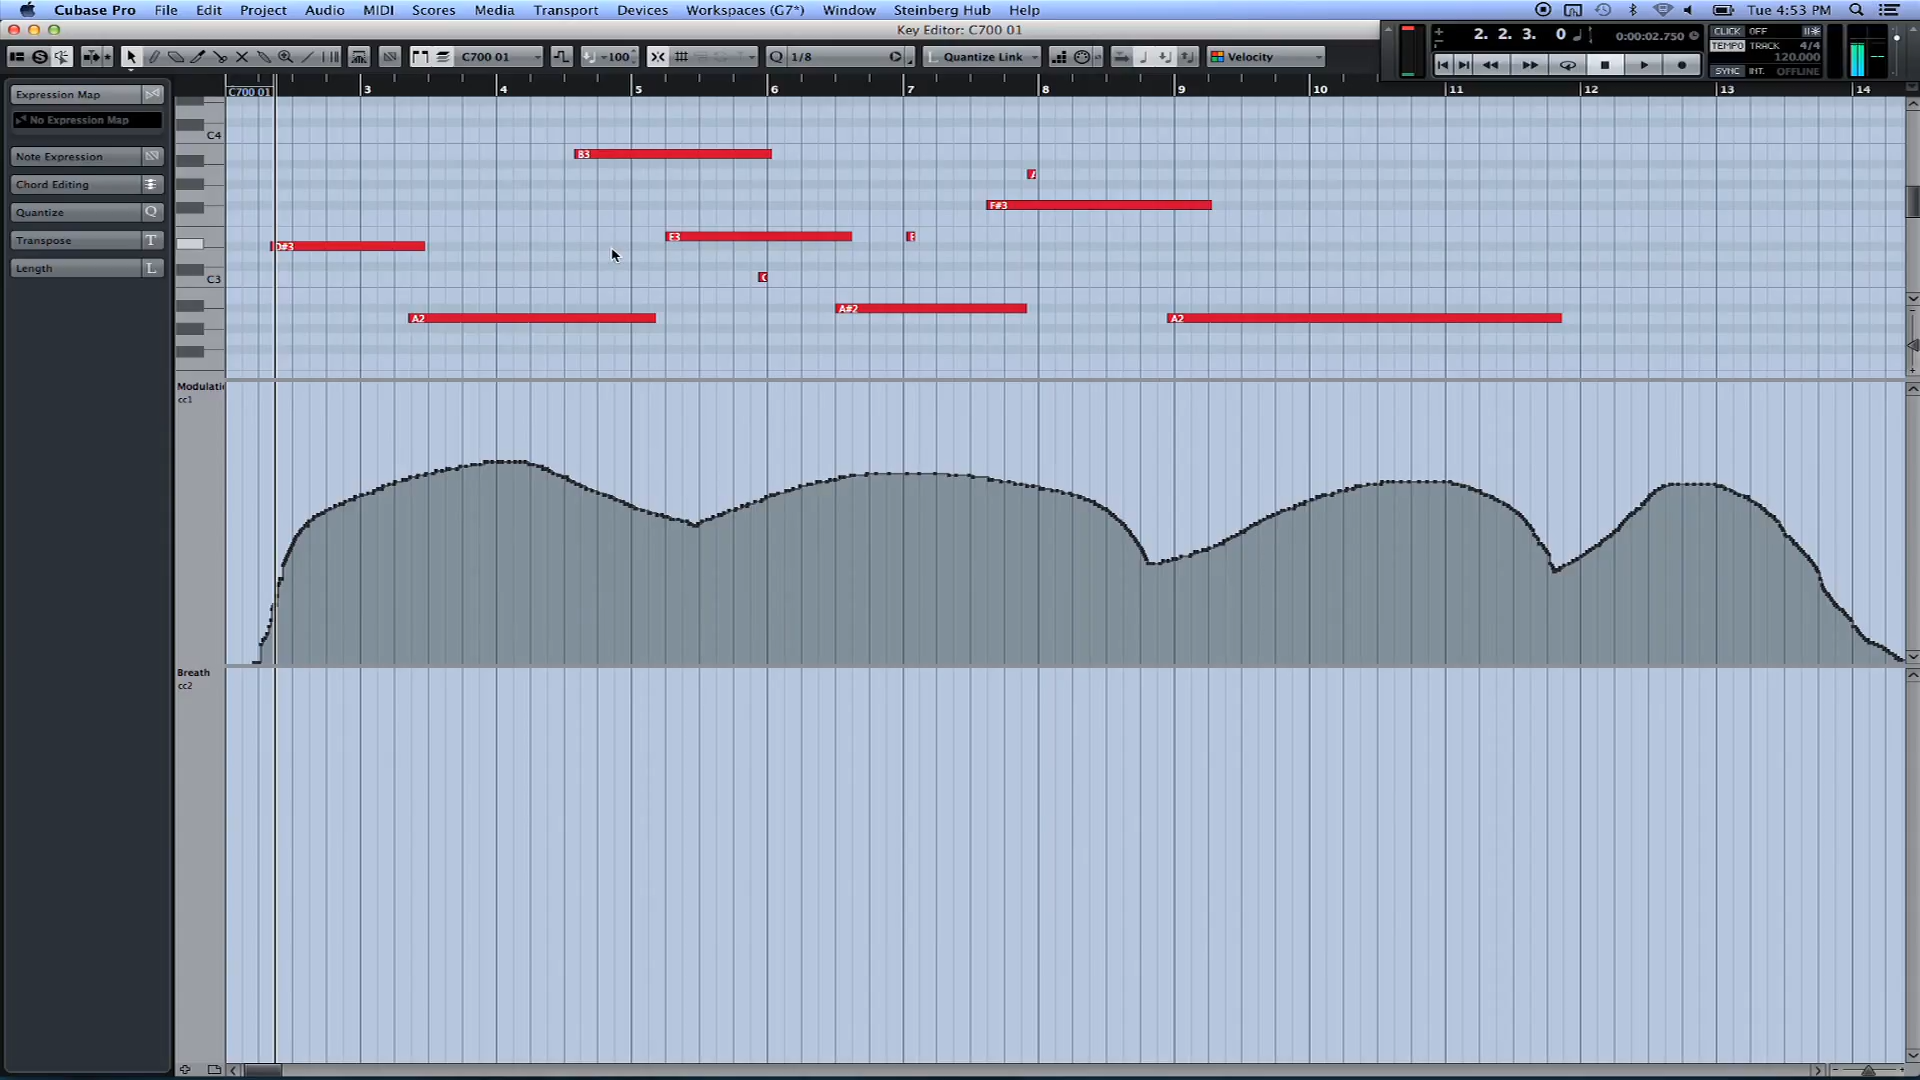 Cubase Pro File Edit Project Audio MIDI Scores Media Transport Devices Workspaces (G7*) Window Steinberg Hub Help Tue 4:53 PM
Key Editor: C700 01
2. 2. 3. 0 0:00:02.750
CLICK OFF
TEMPO TRACK 4/4
120.000
SYNC INT. OFFLINE
C700 01 100 Q 1/8 Quantize Link Velocity
Expression Map
No Expression Map
Note Expression
Chord Editing
Quantize Q
Transpose T
Length L
C700 01 3 4 5 6 7 8 9 10 11 12 13 14
C4
B3
F#3
E3
D#3
C3
A#2
A2
A2
Modulati
cc1
Breath
cc2